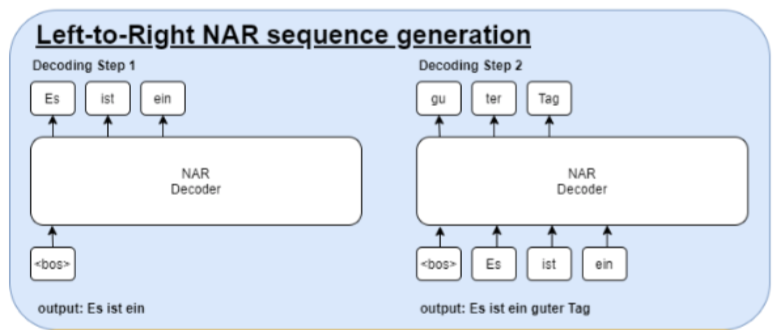 Left-to-Right NAR sequence generation
Decoding Step 1
Es ist ein
NAR
Decoder
<bos>
output: Es ist ein
Decoding Step 2
gu ter Tag
NAR
Decoder
<bos> Es ist ein
output: Es ist ein guter Tag